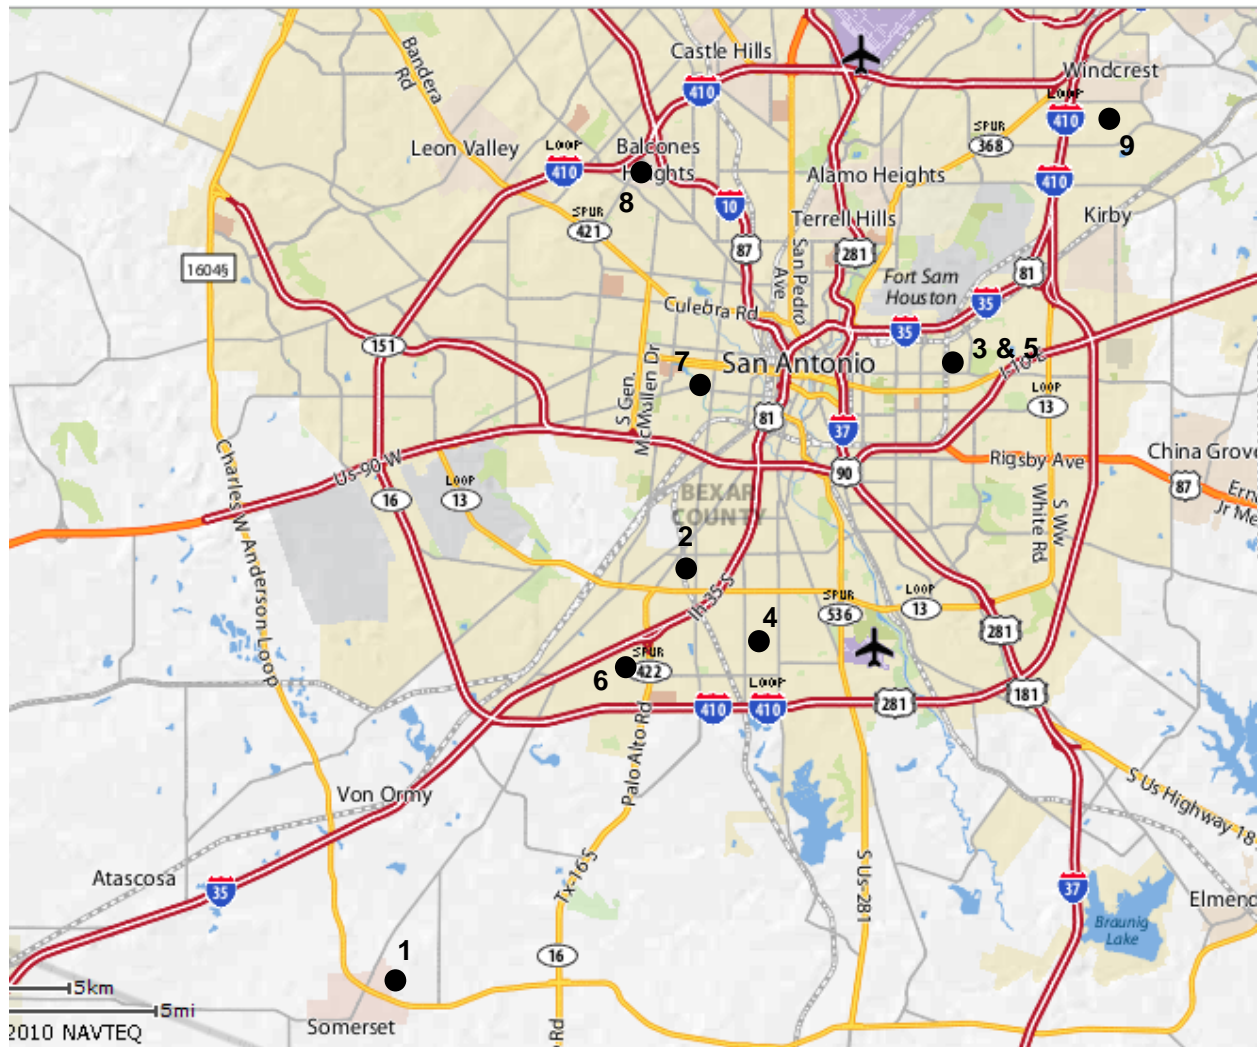 Castle Hills
Bandera
Rd
410
Windcrest
LOOP
410
9
SPUR
368
Leon Valley
LOOP
410
Balcones
Heights
8
Alamo Heights
410
10
Kirby
SPUR
421
Terrell Hills
87
281
San Pedro
Ave
1604§
81
Fort Sam
Houston
35
Culebra Rd
35
151
7
San Antonio
3 & 5
I 10 E
S Gen.
McMullen Dr
LOOP
13
81
37
Charles W Anderson Loop
Us 90 W
Rigsby Ave
China Grove
90
87
16
LOOP
13
BEXAR
COUNTY
S Ww
White Rd
2
Ih 35 S
4
SPUR
536
LOOP
13
281
6
SPUR
422
LOOP
410
410
281
181
Palo Alto Rd
Von Ormy
S Us Highway 18
Atascosa
35
Tx-16 S
S Us-281
37
Elmend
Braunig
Lake
1
16
5km
5mi
Somerset
2010 NAVTEQ
Rd